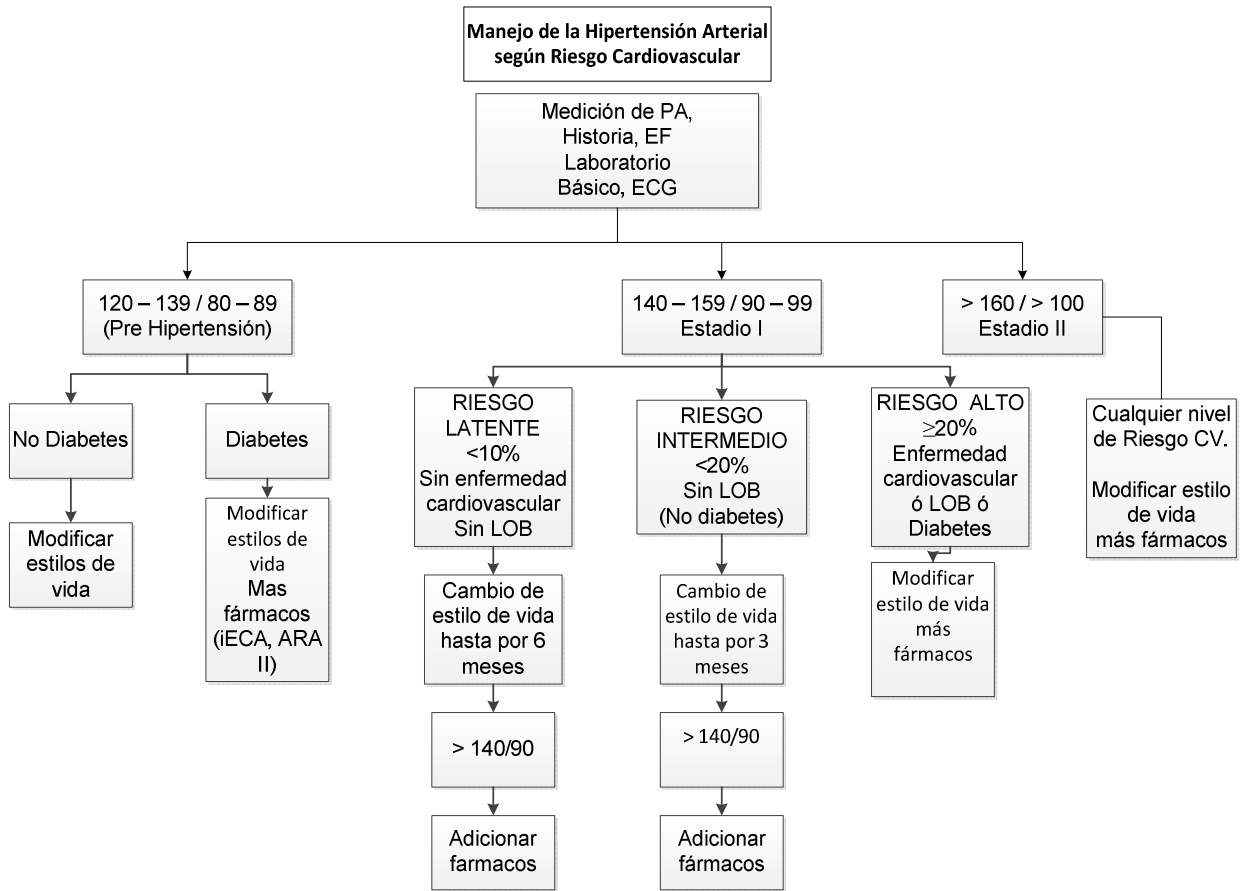 Manejo de la Hipertensión Arterial
según Riesgo Cardiovascular
Medición de PA,
Historia, EF
Laboratorio
Básico, ECG
120 – 139 / 80 – 89
(Pre Hipertensión)
140 – 159 / 90 – 99
Estadio I
> 160 / > 100
Estadio II
No Diabetes
Diabetes
Modificar
estilos de
vida
Modificar
estilos de
vida
Mas
fármacos
(iECA, ARA
II)
RIESGO
LATENTE
<10%
Sin enfermedad
cardiovascular
Sin LOB
Cambio de
estilo de vida
hasta por 6
meses
> 140/90
Adicionar
farmacos
RIESGO
INTERMEDIO
<20%
Sin LOB
(No diabetes)
Cambio de
estilo de vida
hasta por 3
meses
> 140/90
Adicionar
fármacos
RIESGO ALTO
≥20%
Enfermedad
cardiovascular
ó LOB ó
Diabetes
Modificar
estilo de vida
más
fármacos
Cualquier nivel
de Riesgo CV.
Modificar estilo
de vida
más fármacos